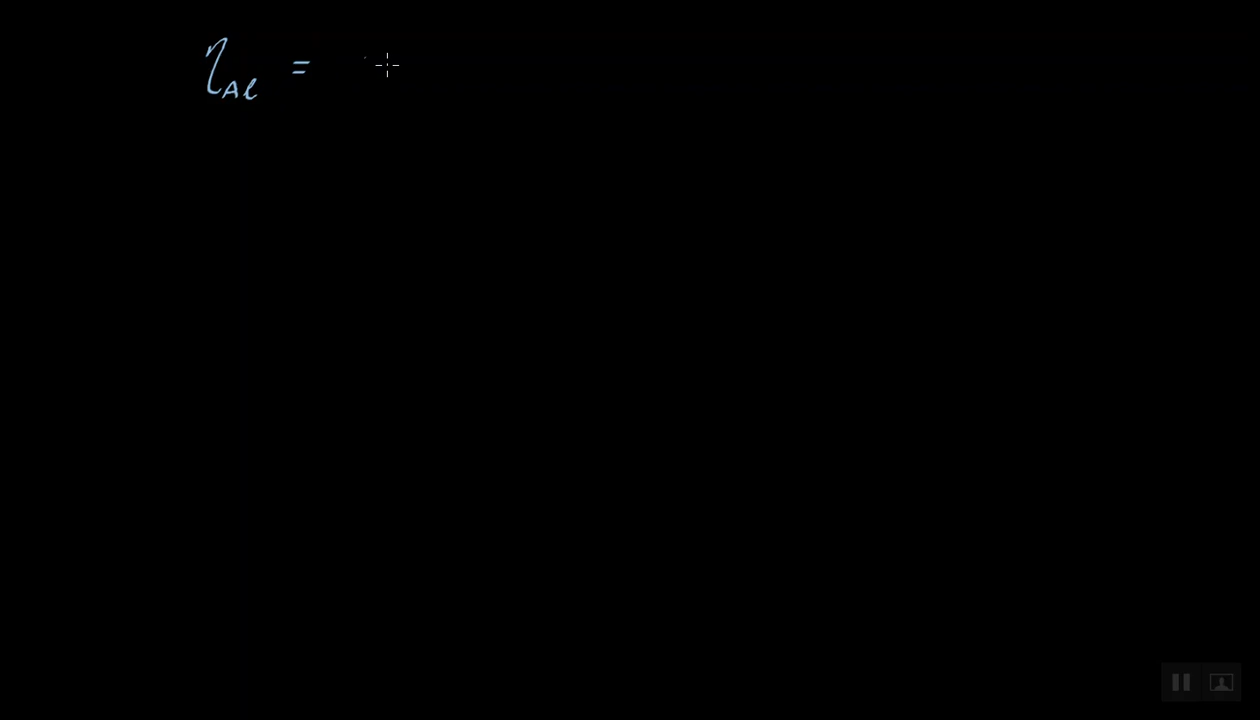 η_Al =